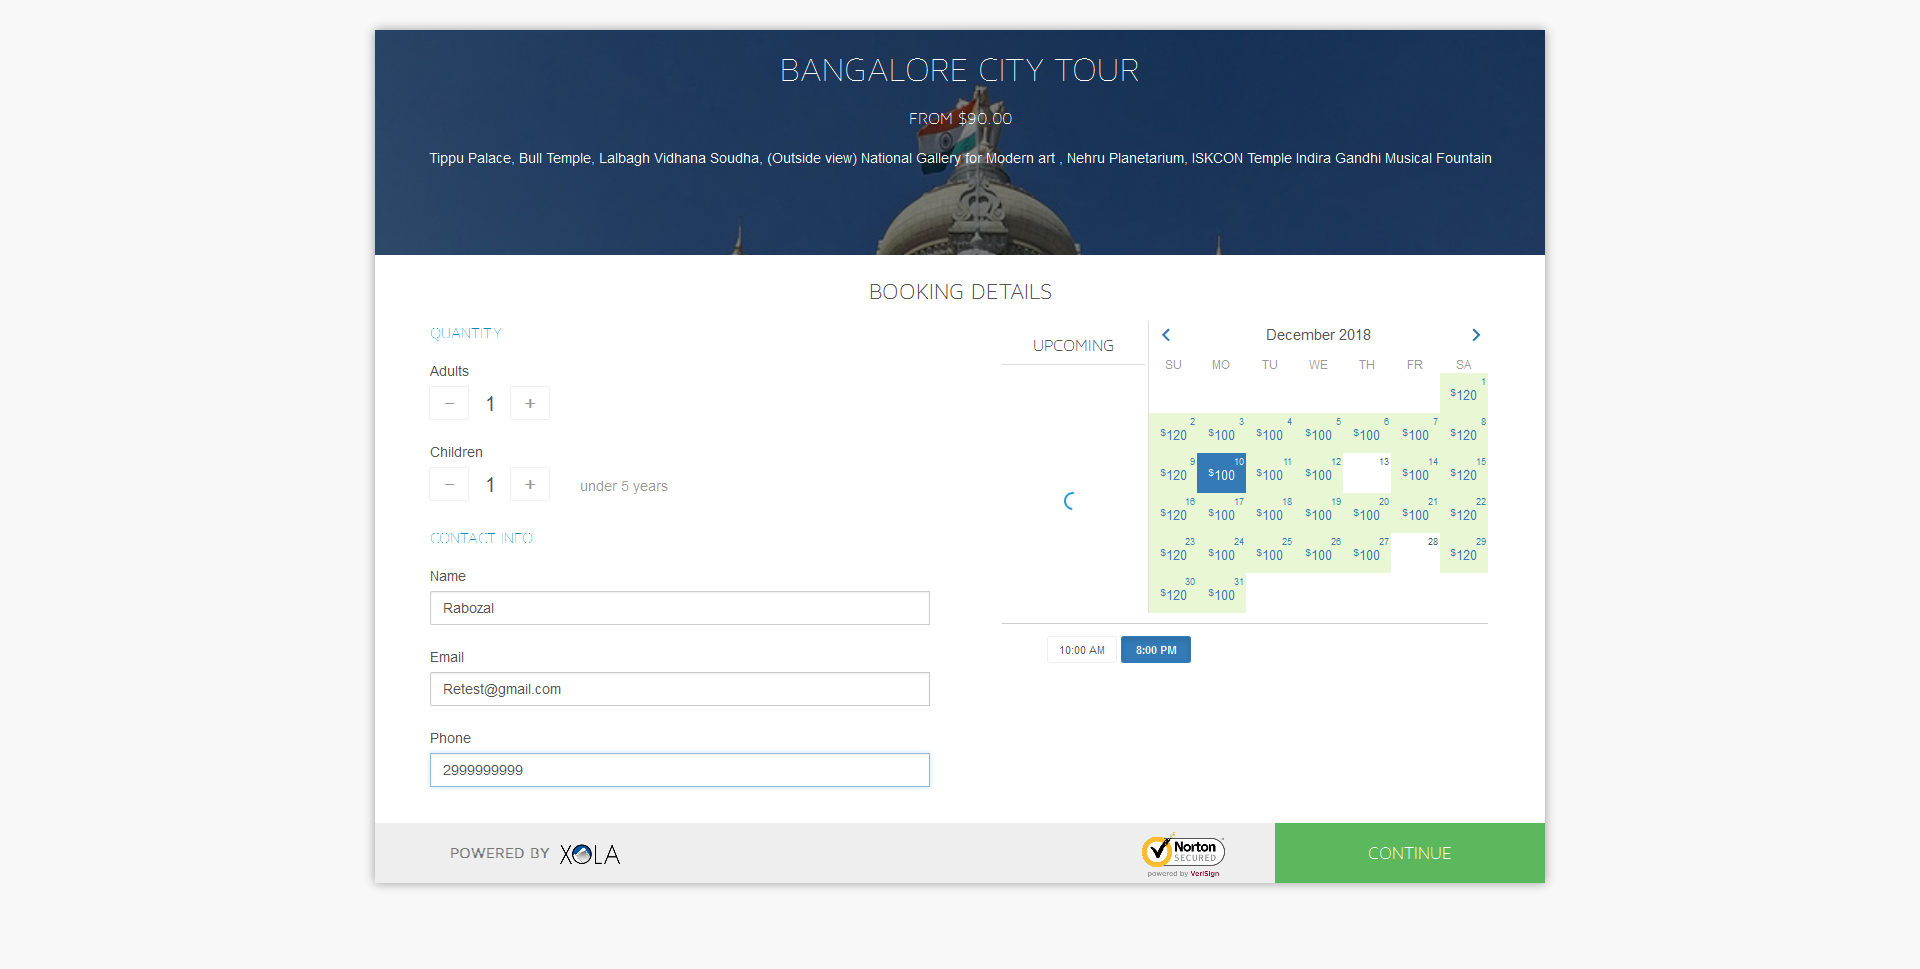 BANGALORE CITY TOUR
FROM $90.00
Tippu Palace, Bull Temple, Lalbagh Vidhana Soudha, (Outside view) National Gallery for Modern art , Nehru Planetarium, ISKCON Temple Indira Gandhi Musical Fountain
BOOKING DETAILS
QUANTITY
Adults
− 1 +
Children
− 1 + under 5 years
CONTACT INFO
Name
Rabozal
Email
Retest@gmail.com
Phone
2999999999
UPCOMING
December 2018
SU MO TU WE TH FR SA
1
$120
2 3 4 5 6 7 8
$120 $100 $100 $100 $100 $100 $120
9 10 11 12 13 14 15
$120 $100 $100 $100 $100 $120
16 17 18 19 20 21 22
$120 $100 $100 $100 $100 $100 $120
23 24 25 26 27 28 29
$120 $100 $100 $100 $100 $120
30 31
$120 $100
10:00 AM 8:00 PM
POWERED BY XOLA
Norton
SECURED
powered by VeriSign
CONTINUE